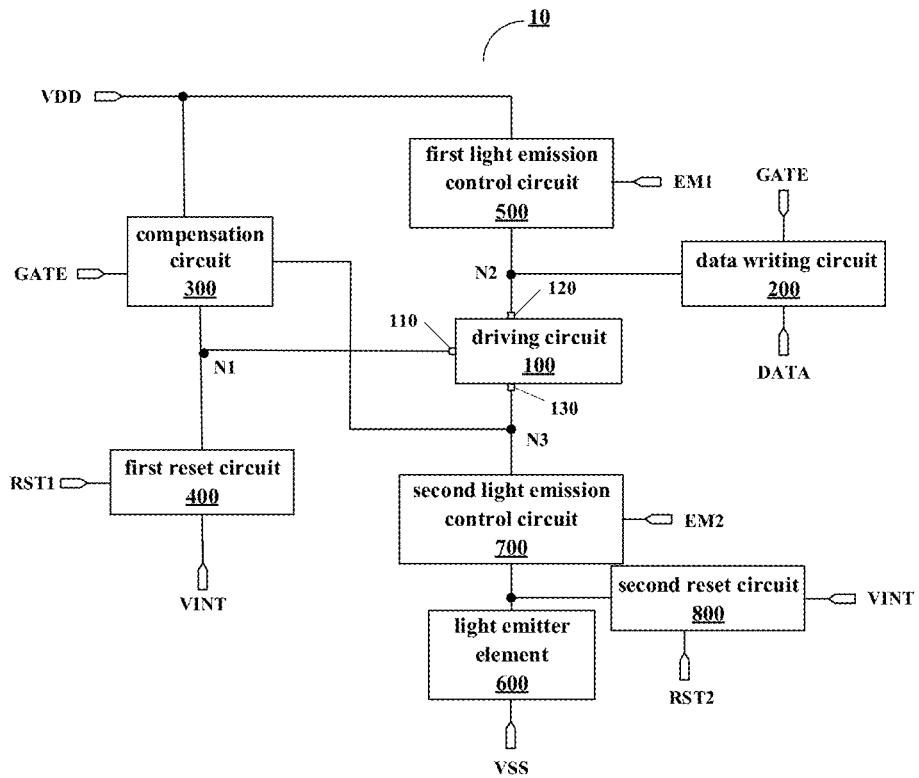 10
VDD
first light emission
control circuit
500
EM1
GATE
compensation
circuit
300
GATE
N2
data writing circuit
200
120
110
driving circuit
100
N1
DATA
130
N3
first reset circuit
400
RST1
second light emission
control circuit
700
EM2
VINT
second reset circuit
800
VINT
light emitter
element
600
RST2
VSS